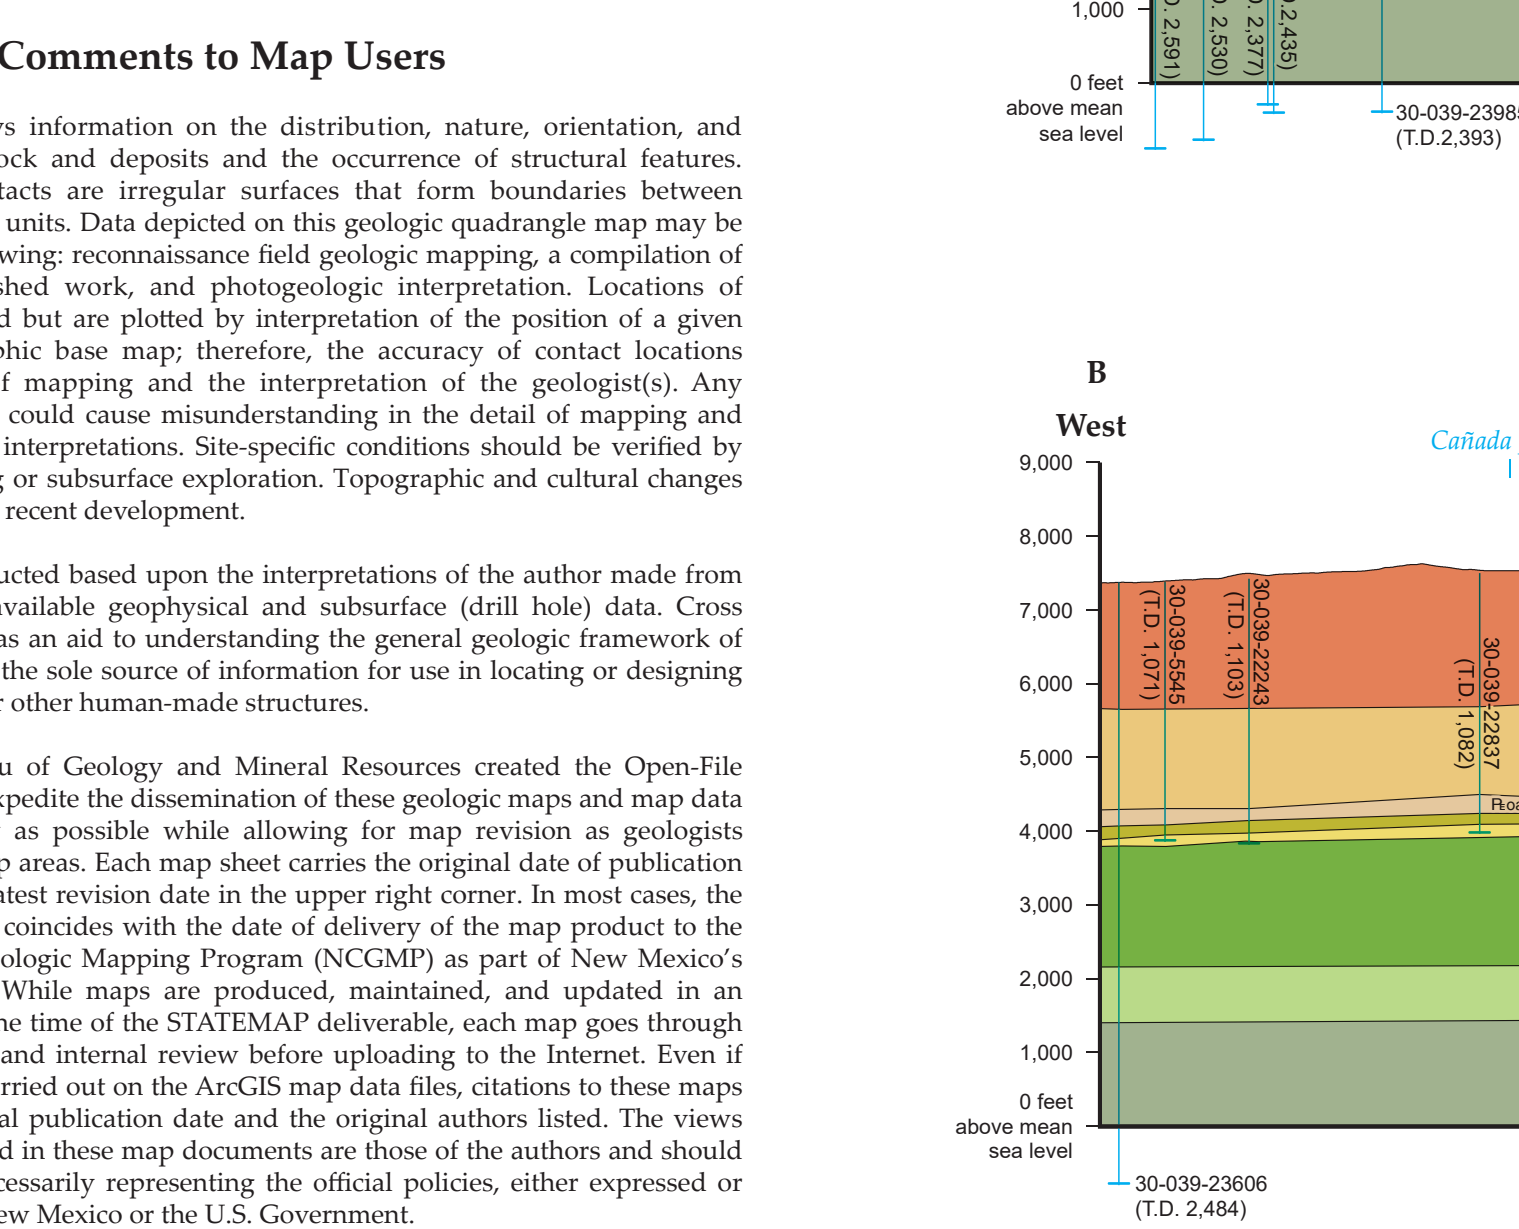 Comments to Map Users
information on the distribution, nature, orientation, and
and deposits and the occurrence of structural features.
are irregular surfaces that form boundaries between
units. Data depicted on this geologic quadrangle map may be
reconnaissance field geologic mapping, a compilation of
work, and photogeologic interpretation. Locations of
but are plotted by interpretation of the position of a given
base map; therefore, the accuracy of contact locations
mapping and the interpretation of the geologist(s). Any
could cause misunderstanding in the detail of mapping and
interpretations. Site-specific conditions should be verified by
or subsurface exploration. Topographic and cultural changes
recent development.
based upon the interpretations of the author made from
available geophysical and subsurface (drill hole) data. Cross
as an aid to understanding the general geologic framework of
the sole source of information for use in locating or designing
other human-made structures.
of Geology and Mineral Resources created the Open-File
the dissemination of these geologic maps and map data
as possible while allowing for map revision as geologists
areas. Each map sheet carries the original date of publication
revision date in the upper right corner. In most cases, the
coincides with the date of delivery of the map product to the
Mapping Program (NCGMP) as part of New Mexico’s
While maps are produced, maintained, and updated in an
time of the STATEMAP deliverable, each map goes through
and internal review before uploading to the Internet. Even if
out on the ArcGIS map data files, citations to these maps
publication date and the original authors listed. The views
in these map documents are those of the authors and should
representing the official policies, either expressed or
Mexico or the U.S. Government.
1,000
2,591)
2,530)
2,377)
2,435)
0 feet
above mean
sea level
30-039-23985
(T.D.2,393)
B
West
Cañada
9,000
8,000
7,000
6,000
5,000
4,000
3,000
2,000
1,000
0 feet
above mean
sea level
30-039-5545
(T.D. 1,071)
30-039-22243
(T.D. 1,103)
30-039-22837
(T.D. 1,082)
30-039-23606
(T.D. 2,484)